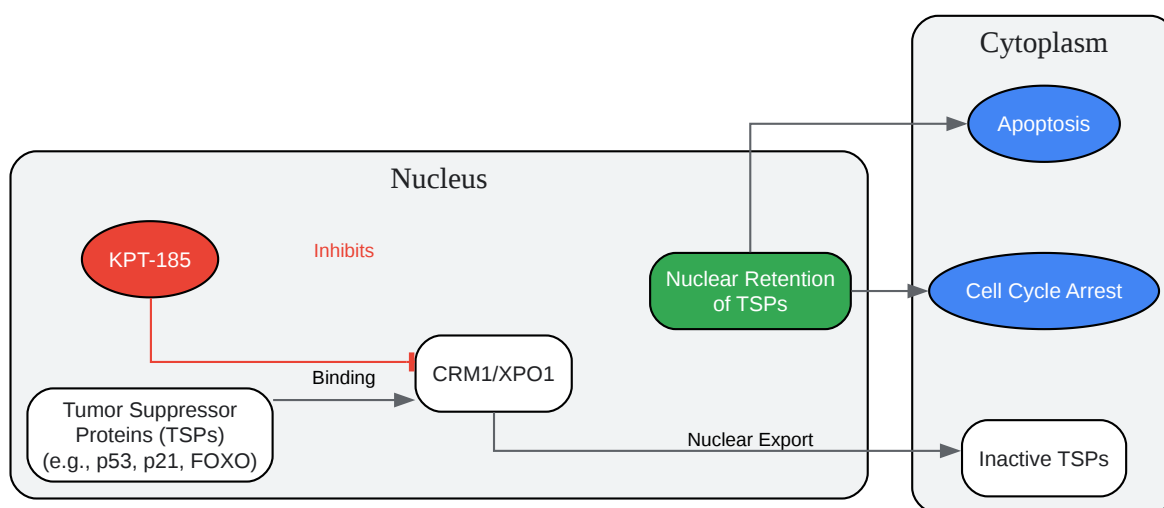 Cytoplasm
Apoptosis
Nucleus
KPT-185
Inhibits
Nuclear Retention
of TSPs
Cell Cycle Arrest
CRM1/XPO1
Binding
Tumor Suppressor
Proteins (TSPs)
(e.g., p53, p21, FOXO)
Nuclear Export
Inactive TSPs